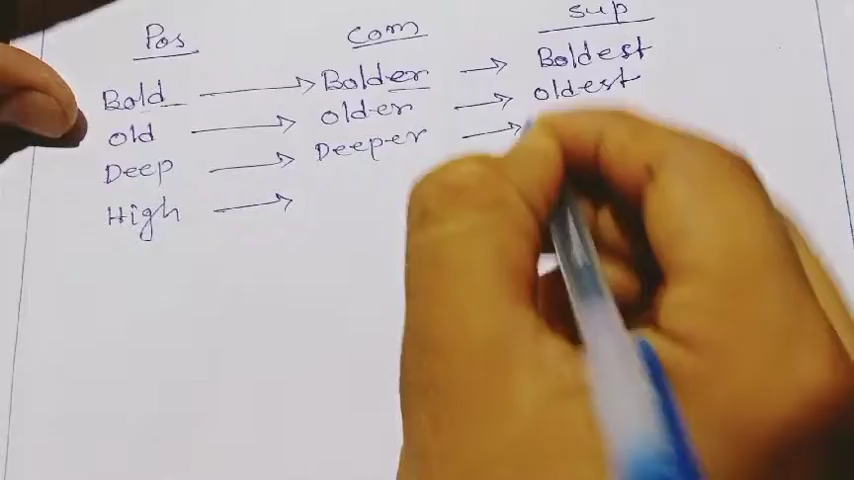 Pos com sup
Bold → Bolder → Boldest
old → older → oldest
Deep → Deeper →
High →